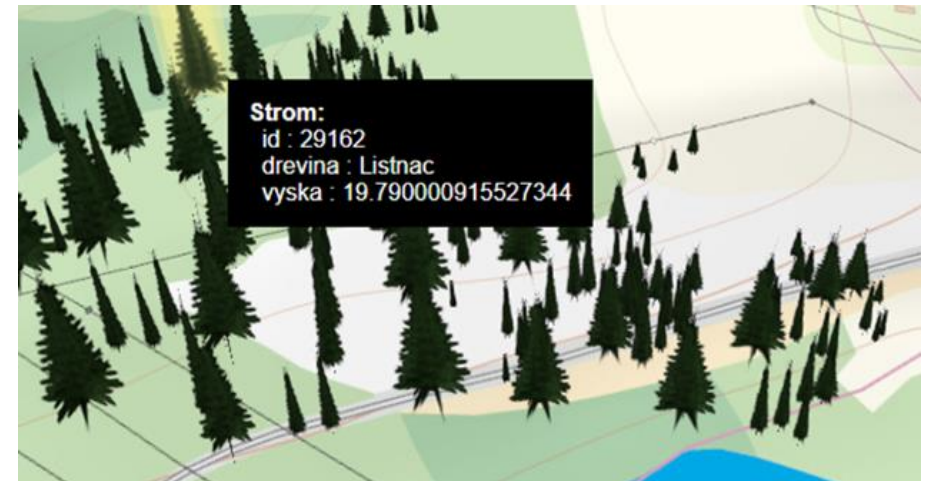 Strom:
id : 29162
drevina : Listnac
vyska : 19.790000915527344